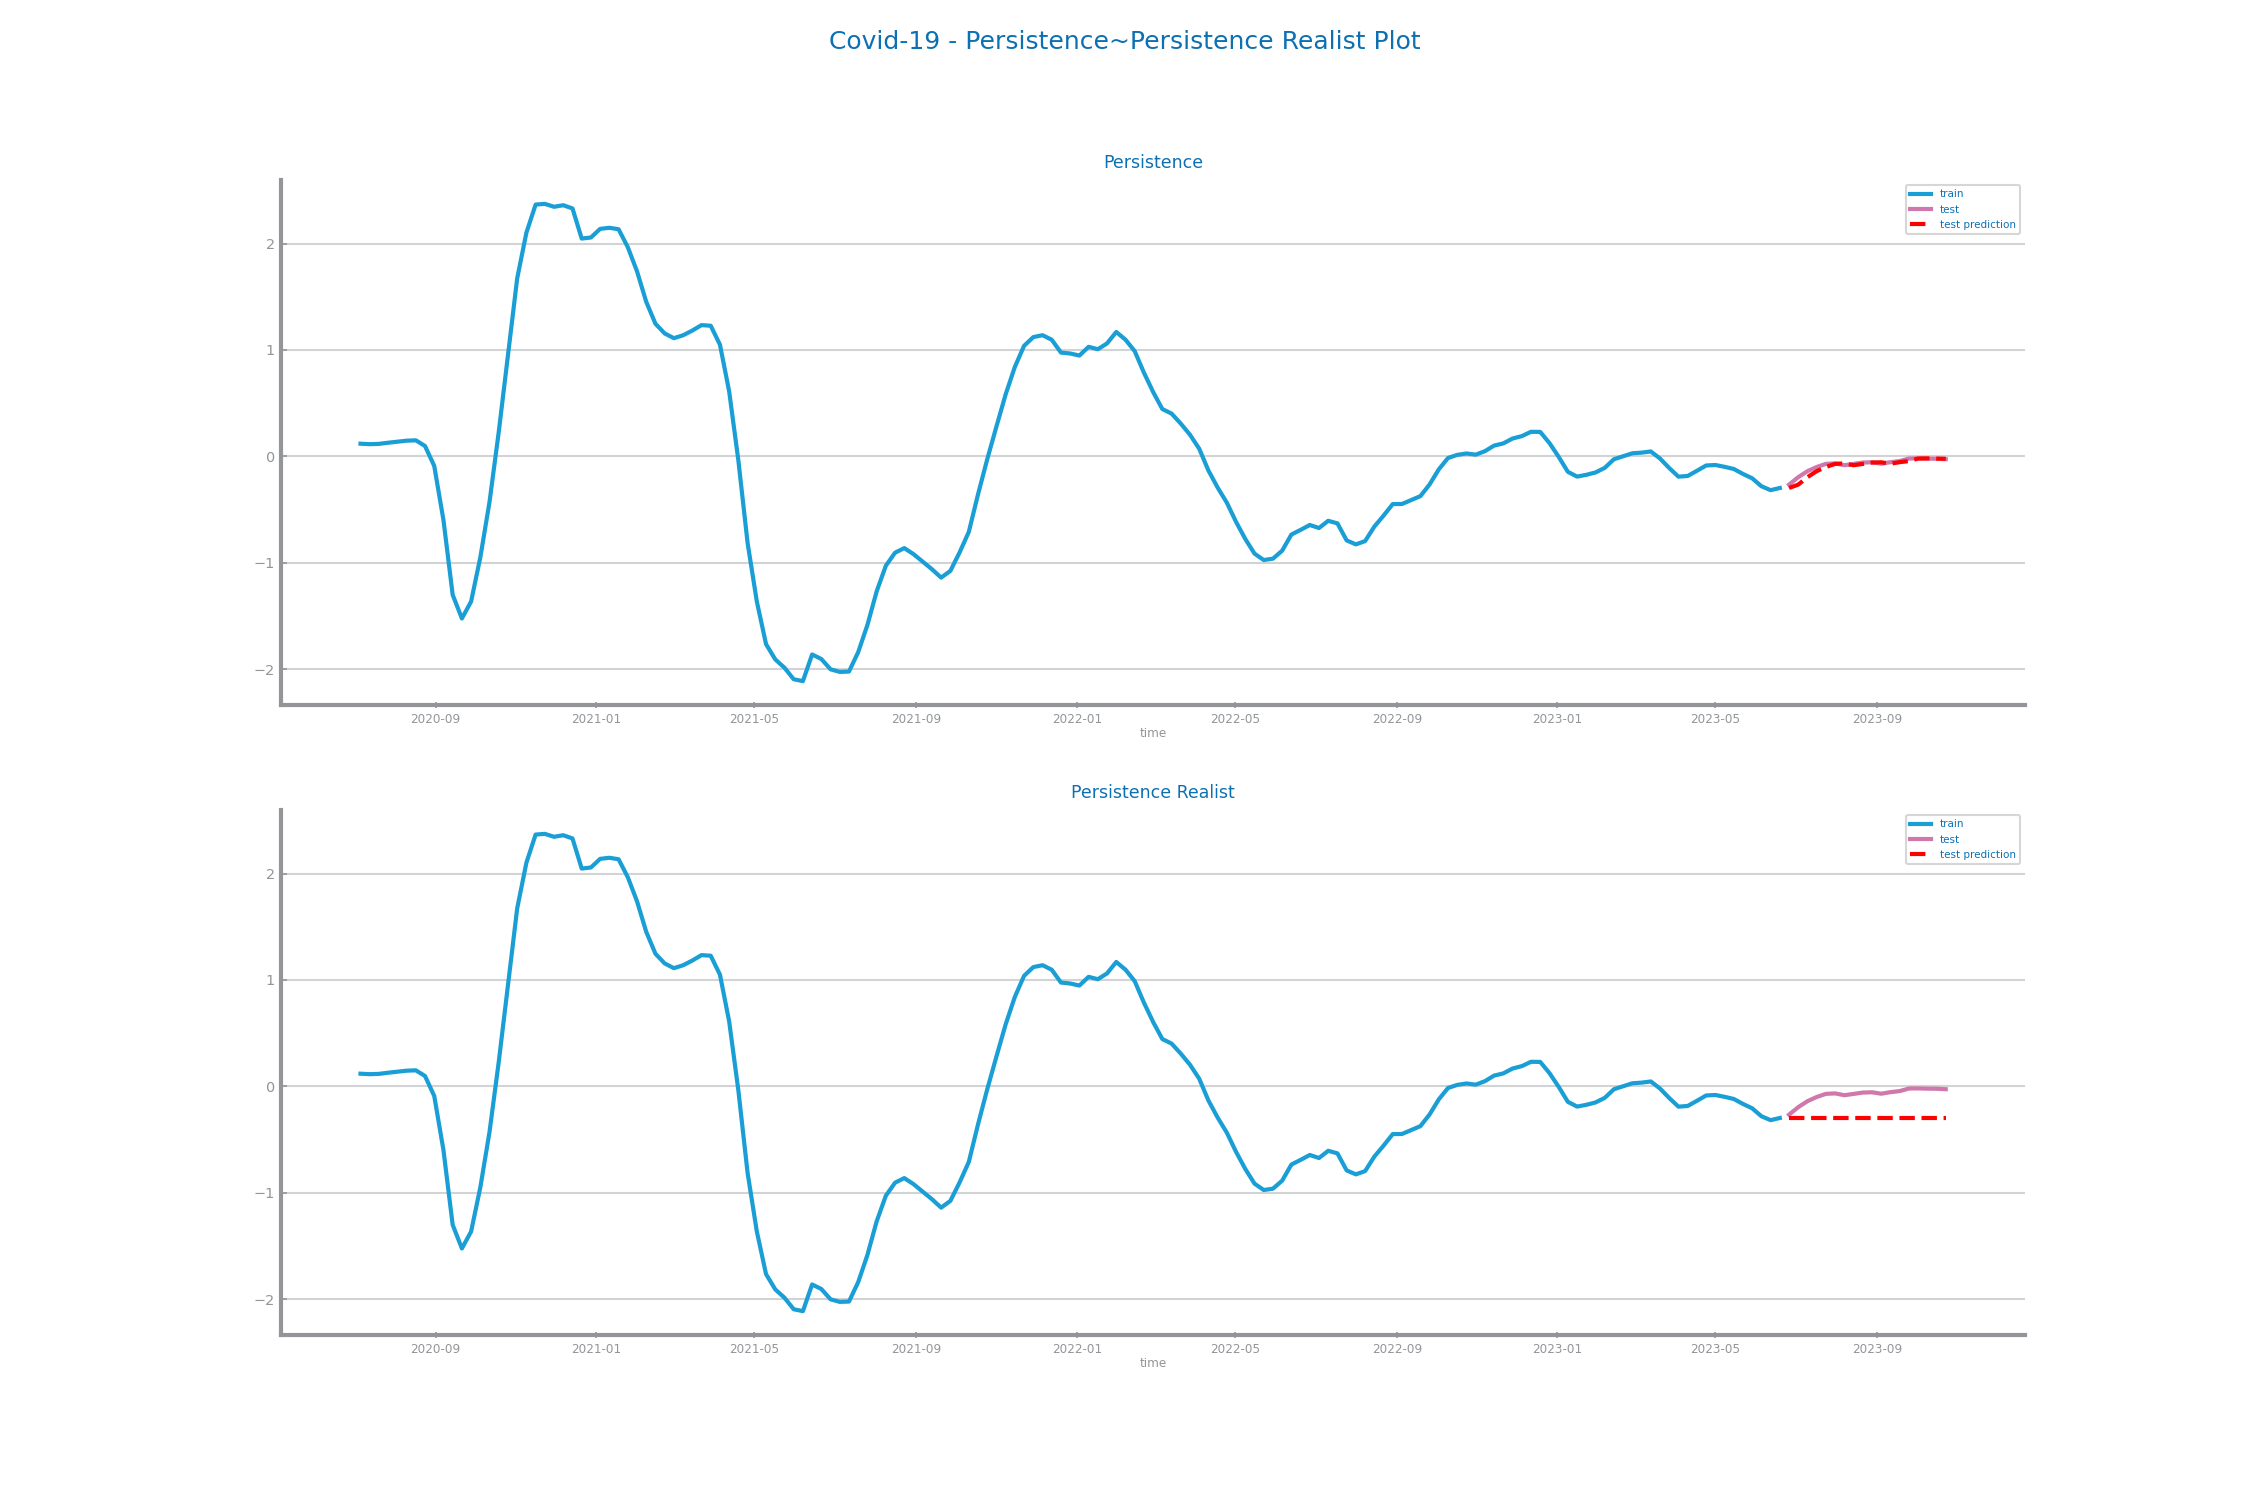 Covid-19 - Persistence~Persistence Realist Plot
Persistence
train
test
test prediction
2
1
0
−1
−2
2020-09 2021-01 2021-05 2021-09 2022-01 2022-05 2022-09 2023-01 2023-05 2023-09
time
Persistence Realist
train
test
test prediction
2
1
0
−1
−2
2020-09 2021-01 2021-05 2021-09 2022-01 2022-05 2022-09 2023-01 2023-05 2023-09
time